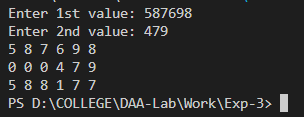 Enter 1st value: 587698
Enter 2nd value: 479
5 8 7 6 9 8
0 0 0 4 7 9
5 8 8 1 7 7
PS D:\COLLEGE\DAA-Lab\Work\Exp-3>